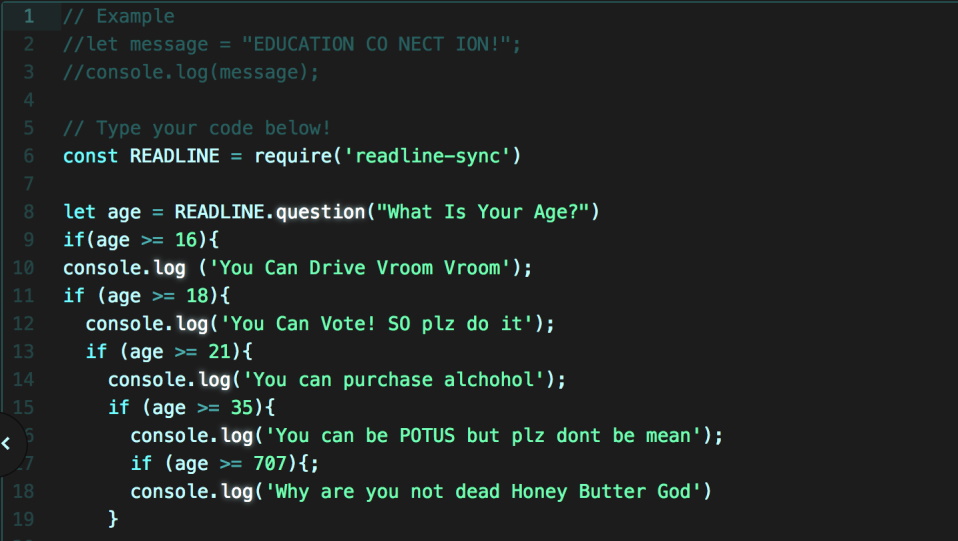 1 // Example
2 //let message = "EDUCATION CO NECT ION!";
3 //console.log(message);
4
5 // Type your code below!
6 const READLINE = require('readline-sync')
7
8 let age = READLINE.question("What Is Your Age?")
9 if(age >= 16){
10 console.log ('You Can Drive Vroom Vroom');
11 if (age >= 18){
12 console.log('You Can Vote! SO plz do it');
13 if (age >= 21){
14 console.log('You can purchase alchohol');
15 if (age >= 35){
6 console.log('You can be POTUS but plz dont be mean');
7 if (age >= 707){;
18 console.log('Why are you not dead Honey Butter God')
19 }